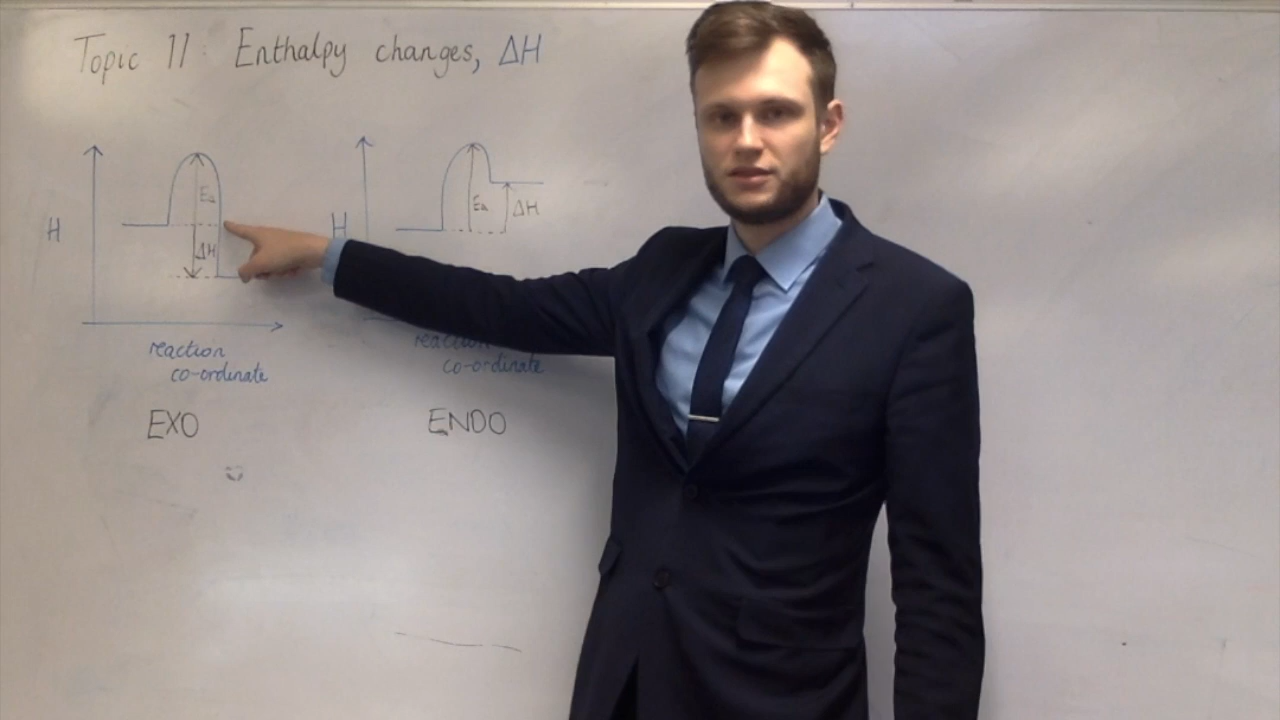 Topic 11: Enthalpy changes, ΔH
H
Ea
ΔH
reaction
co-ordinate
EXO
H
Ea
ΔH
reaction
co-ordinate
ENDO